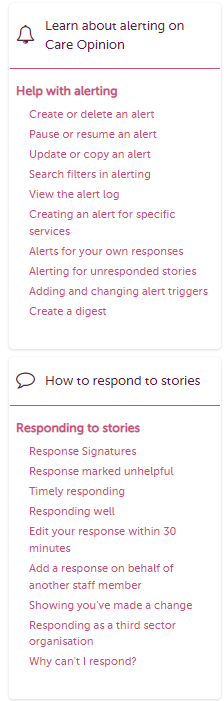 Learn about alerting on
Care Opinion
Help with alerting
Create or delete an alert
Pause or resume an alert
Update or copy an alert
Search filters in alerting
View the alert log
Creating an alert for specific
services
Alerts for your own responses
Alerting for unresponded stories
Adding and changing alert triggers
Create a digest
How to respond to stories
Responding to stories
Response Signatures
Response marked unhelpful
Timely responding
Responding well
Edit your response within 30
minutes
Add a response on behalf of
another staff member
Showing you've made a change
Responding as a third sector
organisation
Why can't I respond?